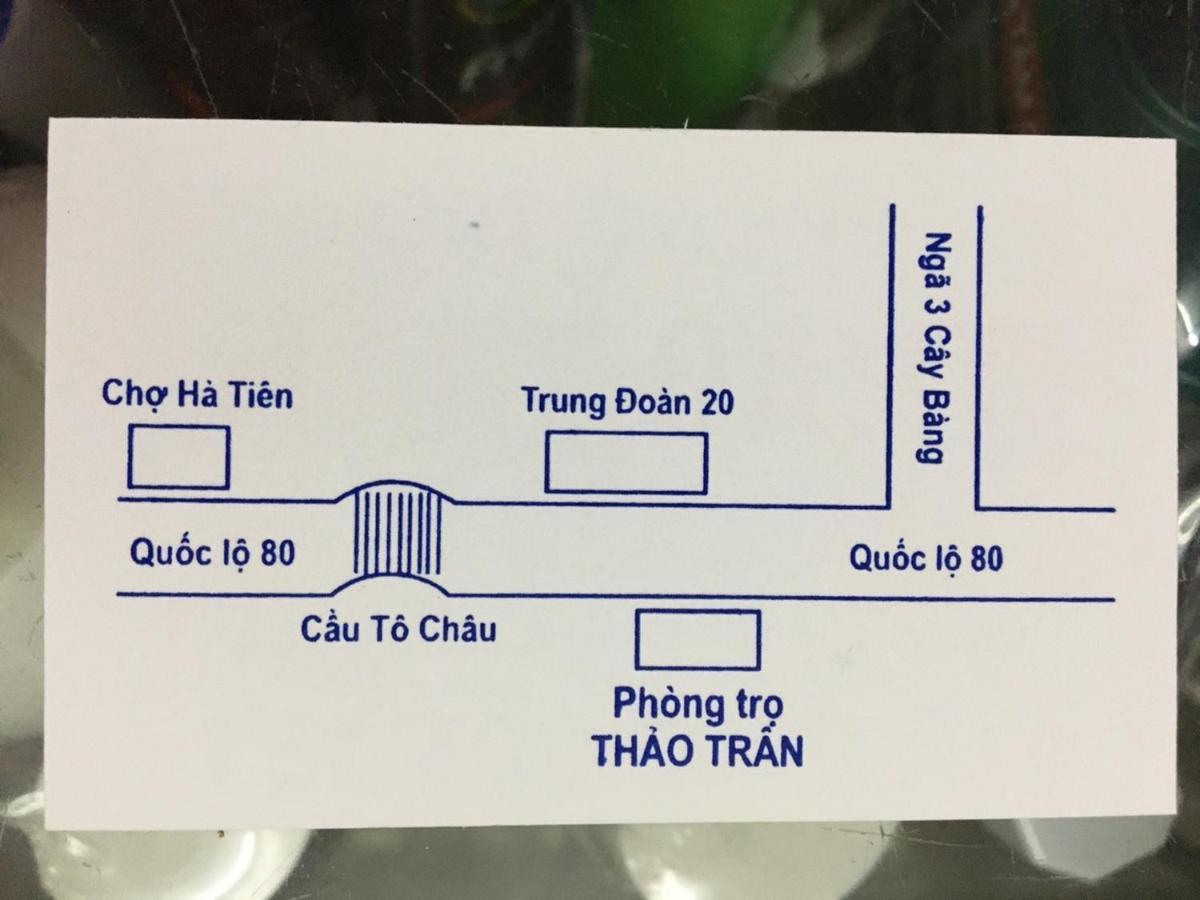 Ngã 3 Cây Bàng
Chợ Hà Tiên
Trung Đoàn 20
Quốc lộ 80
Quốc lộ 80
Cầu Tô Châu
Phòng trọ
THẢO TRÂN